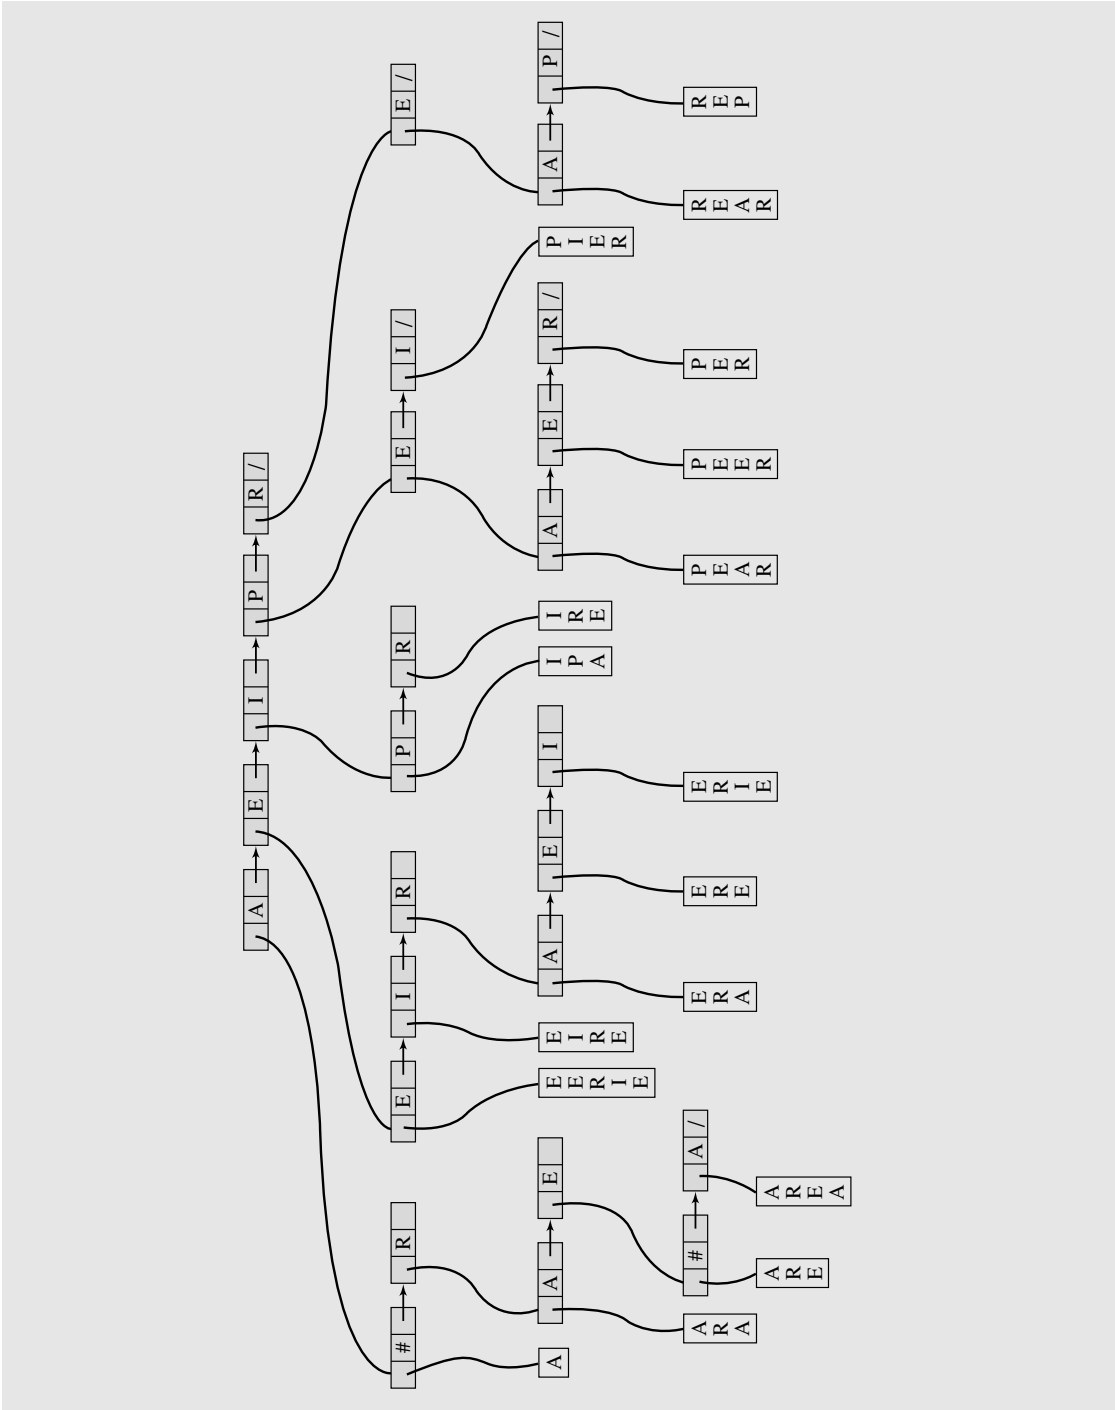 A E I P R /
# R E I R P R E I / E /
A A E EERIE EIRE A E I IPA IRE A E R / PIER A P /
ARA # A / ERA ERE ERIE PEAR PEER PER REAR REP
ARE AREA